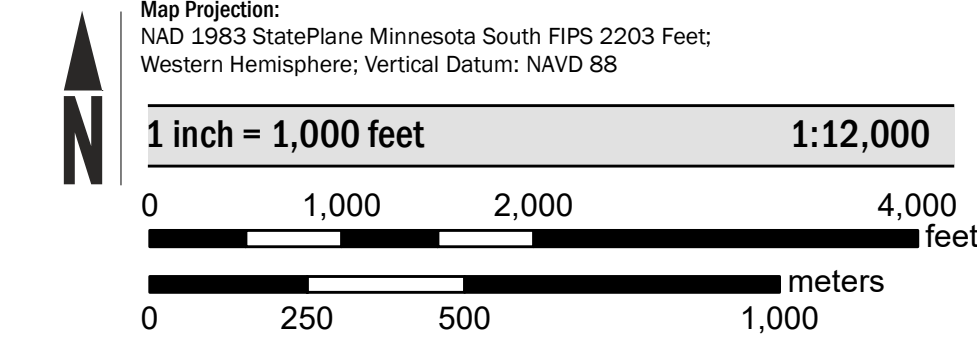 Map Projection:
NAD 1983 StatePlane Minnesota South FIPS 2203 Feet;
Western Hemisphere; Vertical Datum: NAVD 88
N
1 inch = 1,000 feet 1:12,000
0 1,000 2,000 4,000
feet
meters
0 250 500 1,000